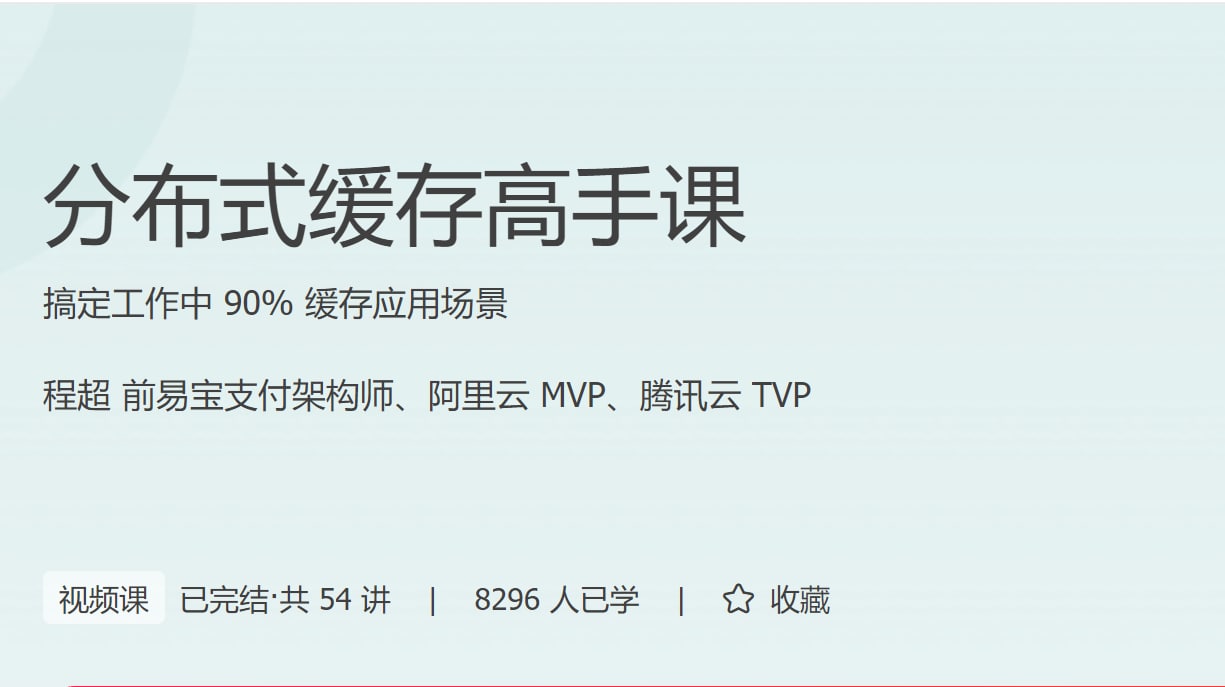 分布式缓存高手课
搞定工作中 90% 缓存应用场景
程超 前易宝支付架构师、阿里云 MVP、腾讯云 TVP
视频课 已完结·共 54 讲 | 8296 人已学 | 收藏